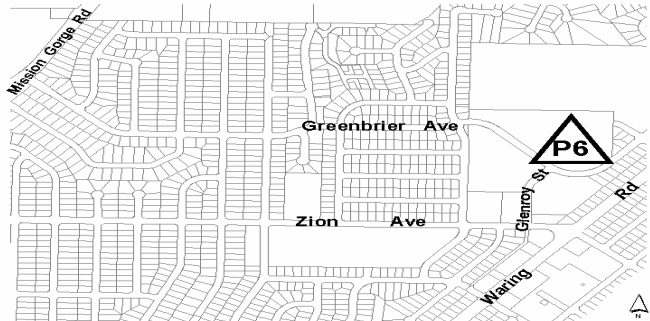 Mission Gorge Rd
Greenbrier Ave
P6
Glenroy St
Rd
Zion Ave
Waring
N